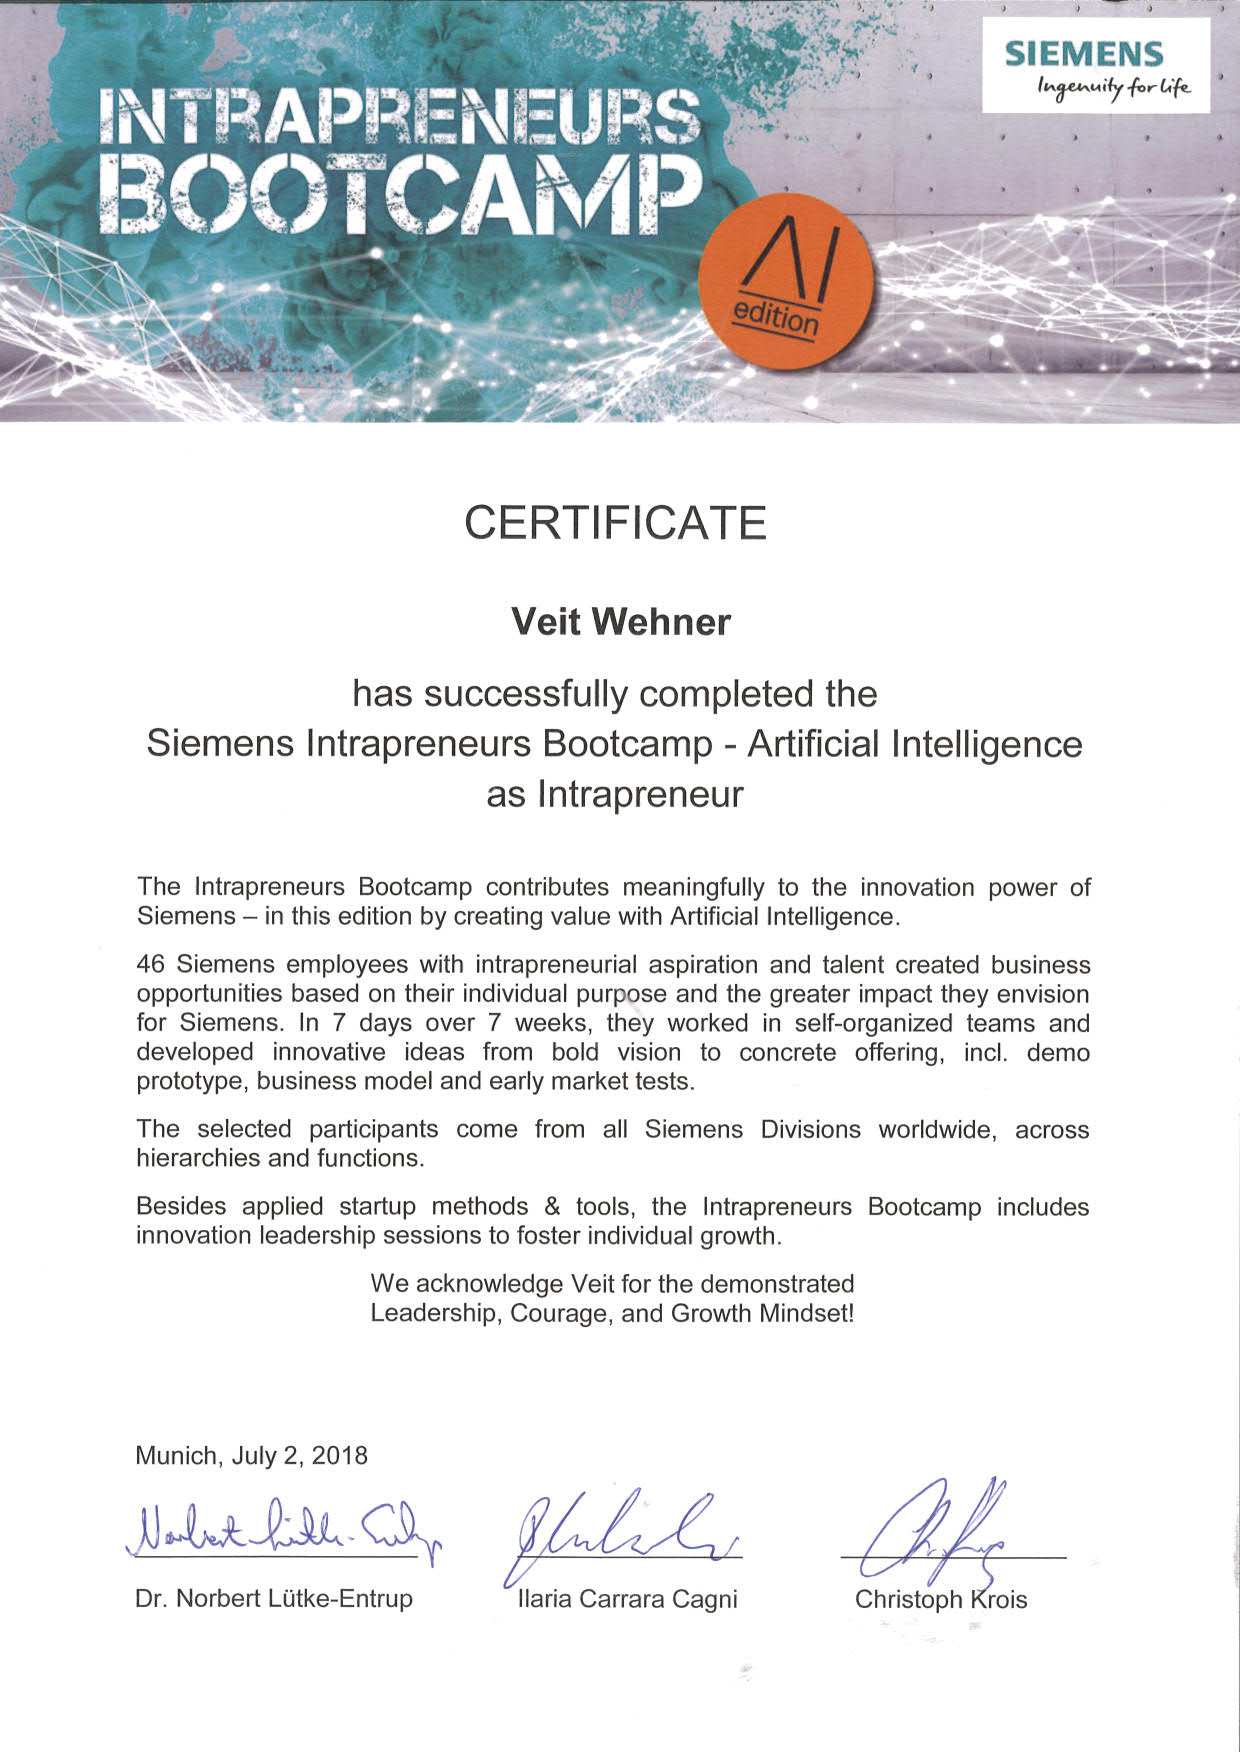 SIEMENS
Ingenuity for life
INTRAPRENEURS
BOOTCAMP
AI
edition
CERTIFICATE
Veit Wehner
has successfully completed the
Siemens Intrapreneurs Bootcamp - Artificial Intelligence
as Intrapreneur
The Intrapreneurs Bootcamp contributes meaningfully to the innovation power of
Siemens – in this edition by creating value with Artificial Intelligence.
46 Siemens employees with intrapreneurial aspiration and talent created business
opportunities based on their individual purpose and the greater impact they envision
for Siemens. In 7 days over 7 weeks, they worked in self-organized teams and
developed innovative ideas from bold vision to concrete offering, incl. demo
prototype, business model and early market tests.
The selected participants come from all Siemens Divisions worldwide, across
hierarchies and functions.
Besides applied startup methods & tools, the Intrapreneurs Bootcamp includes
innovation leadership sessions to foster individual growth.
We acknowledge Veit for the demonstrated
Leadership, Courage, and Growth Mindset!
Munich, July 2, 2018
Dr. Norbert Lütke-Entrup
Ilaria Carrara Cagni
Christoph Krois